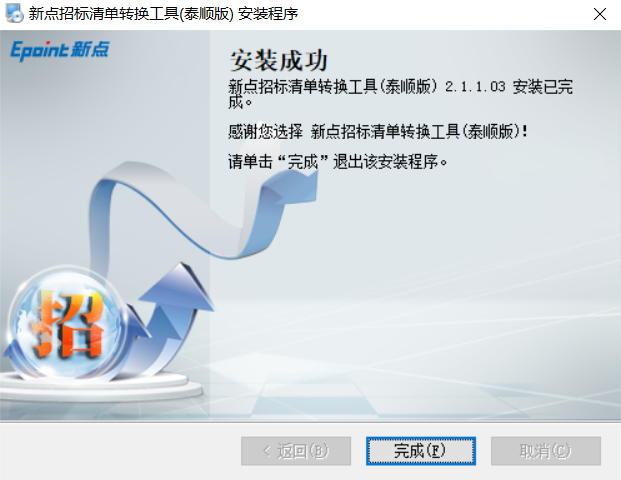 新点招标清单转换工具(泰顺版) 安装程序
Epoint新点
安装成功
新点招标清单转换工具(泰顺版) 2.1.1.03 安装已完
成。
感谢您选择 新点招标清单转换工具(泰顺版)!
请单击“完成”退出该安装程序。
招
< 返回(B)
完成(F)
取消(C)